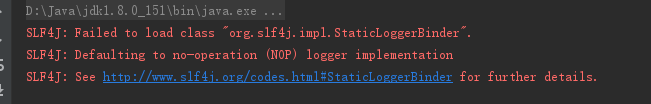 D:\Java\jdk1.8.0_151\bin\java.exe ...
SLF4J: Failed to load class "org.slf4j.impl.StaticLoggerBinder".
SLF4J: Defaulting to no-operation (NOP) logger implementation
SLF4J: See http://www.slf4j.org/codes.html#StaticLoggerBinder for further details.